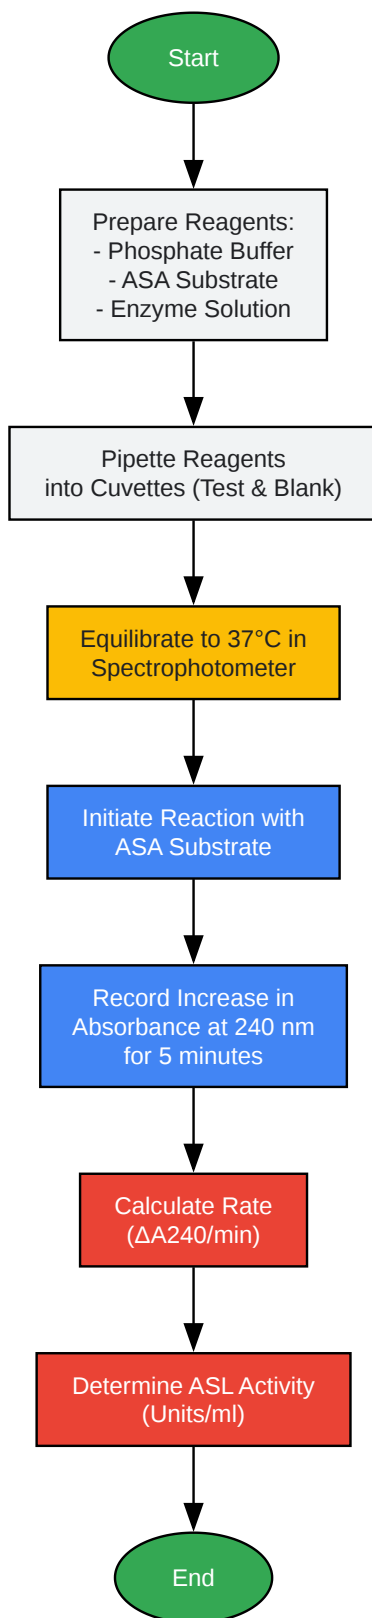 Start
Prepare Reagents:
- Phosphate Buffer
- ASA Substrate
- Enzyme Solution
Pipette Reagents
into Cuvettes (Test & Blank)
Equilibrate to 37°C in
Spectrophotometer
Initiate Reaction with
ASA Substrate
Record Increase in
Absorbance at 240 nm
for 5 minutes
Calculate Rate
(ΔA240/min)
Determine ASL Activity
(Units/ml)
End